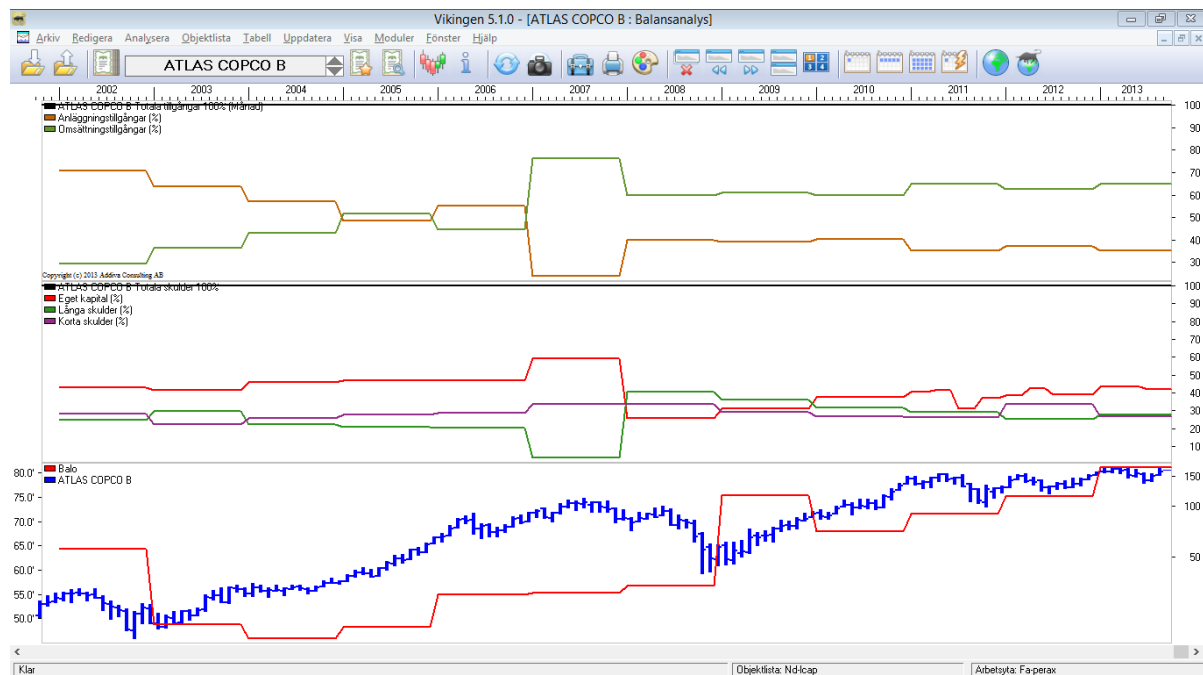 Vikingen 5.1.0 - [ATLAS COPCO B : Balansanalys]
Arkiv Redigera Analysera Objektlista Tabell Uppdatera Visa Moduler Fönster Hjälp
ATLAS COPCO B
1 2
3 4
2002 2003 2004 2005 2006 2007 2008 2009 2010 2011 2012 2013
ATLAS COPCO B Totala tillgångar 100% (Månad)
Anläggningstillgångar (%)
Omsättningstillgångar (%)
100
90
80
70
60
50
40
30
Copyright (c) 2013 Addiva Consulting AB
ATLAS COPCO B Totala skulder 100%
Eget kapital (%)
Långa skulder (%)
Korta skulder (%)
100
90
80
70
60
50
40
30
20
10
Balo
ATLAS COPCO B
80.0'
75.0'
70.0'
65.0'
60.0'
55.0'
50.0'
150
100
50
Klar
Objektlista: Nd-lcap
Arbetsyta: Fa-perax